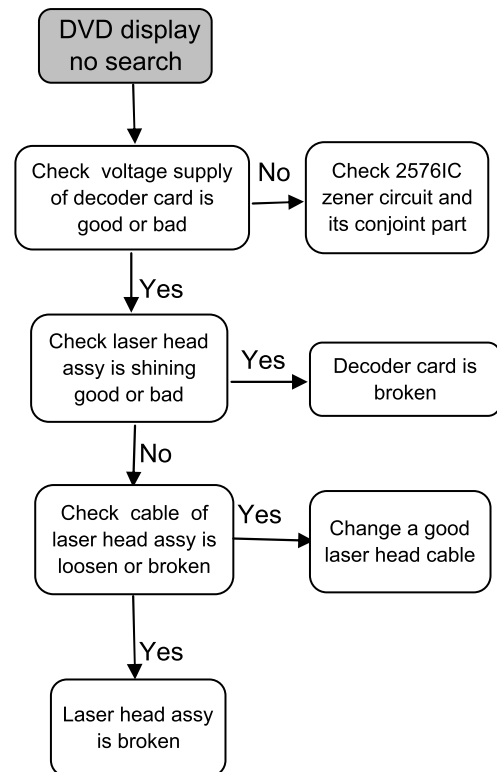 DVD display
no search
Check voltage supply
of decoder card is
good or bad
No
Check 2576IC
zener circuit and
its conjoint part
Yes
Check laser head
assy is shining
good or bad
Yes
Decoder card is
broken
No
Check cable of
laser head assy is
loosen or broken
Yes
Change a good
laser head cable
Yes
Laser head assy
is broken